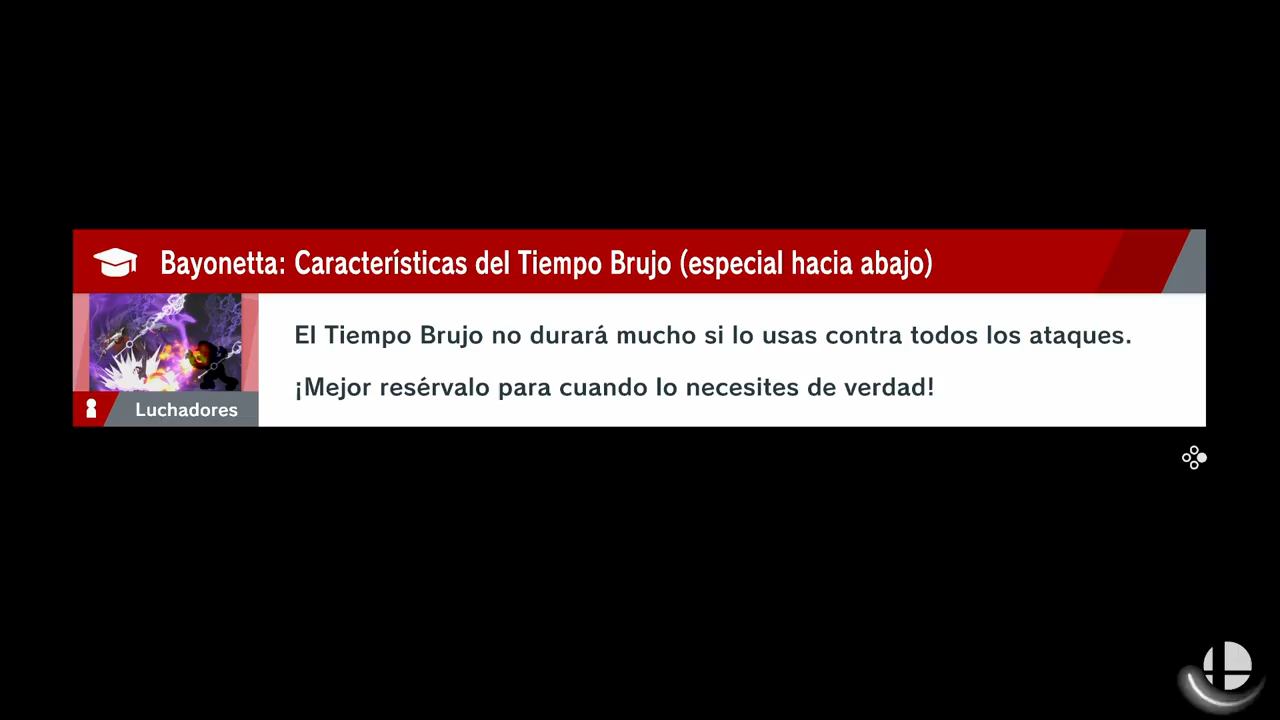 Bayonetta: Características del Tiempo Brujo (especial hacia abajo)
El Tiempo Brujo no durará mucho si lo usas contra todos los ataques.
¡Mejor resérvalo para cuando lo necesites de verdad!
Luchadores